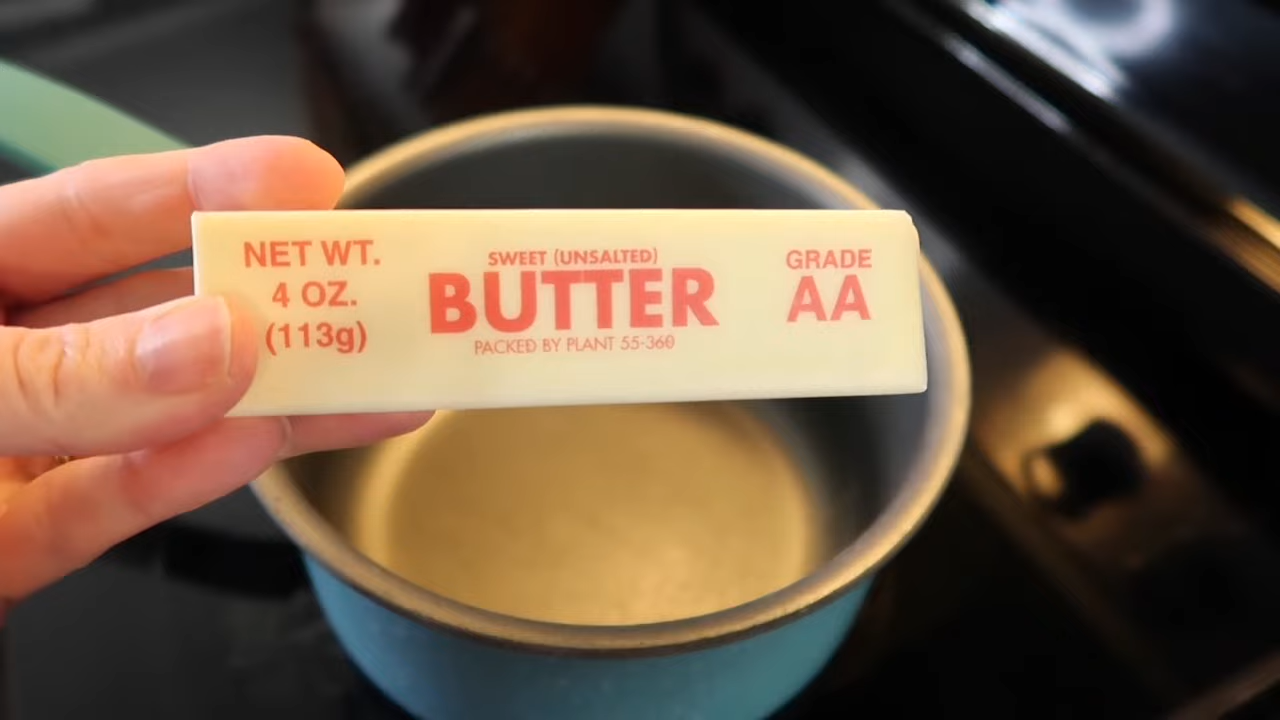 NET WT.
4 OZ.
(113g)
SWEET (UNSALTED)
BUTTER
PACKED BY PLANT 55-360
GRADE
AA